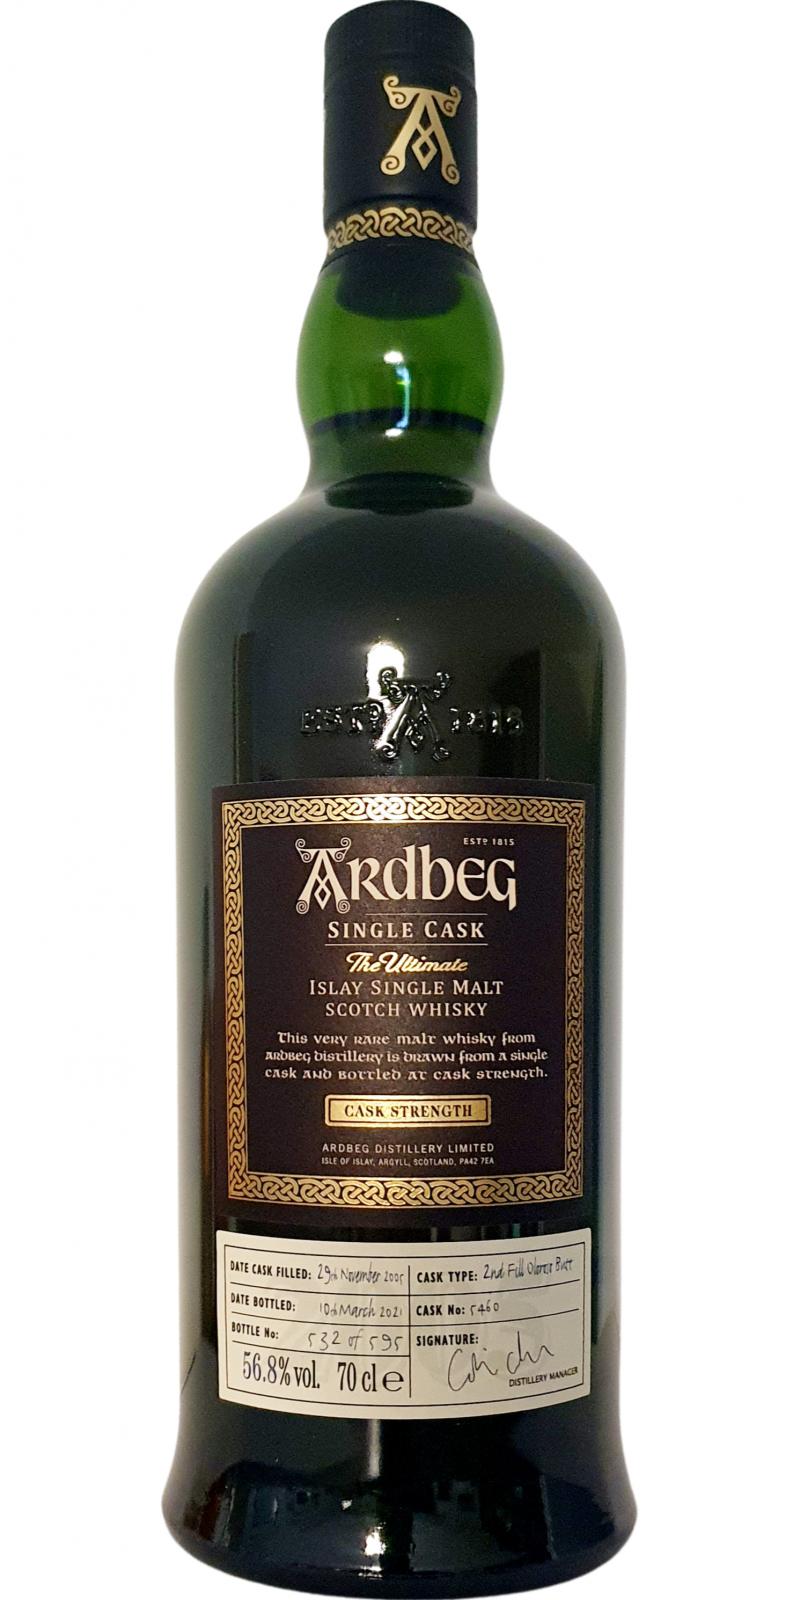 ESTD 1815
ESTD 1815
ARDBEG
SINGLE CASK
The Ultimate
ISLAY SINGLE MALT
SCOTCH WHISKY
This very rare malt whisky from
Ardbeg distillery is drawn from a single
cask and bottled at cask strength.
CASK STRENGTH
ARDBEG DISTILLERY LIMITED
ISLE OF ISLAY, ARGYLL, SCOTLAND, PA42 7EA
DATE CASK FILLED: 29th November 2005
CASK TYPE: 2nd Fill Oloroso Butt
DATE BOTTLED: 10th March 2021
CASK No: 5460
BOTTLE No: 532 of 595
SIGNATURE:
56.8% vol. 70 cl e
DISTILLERY MANAGER